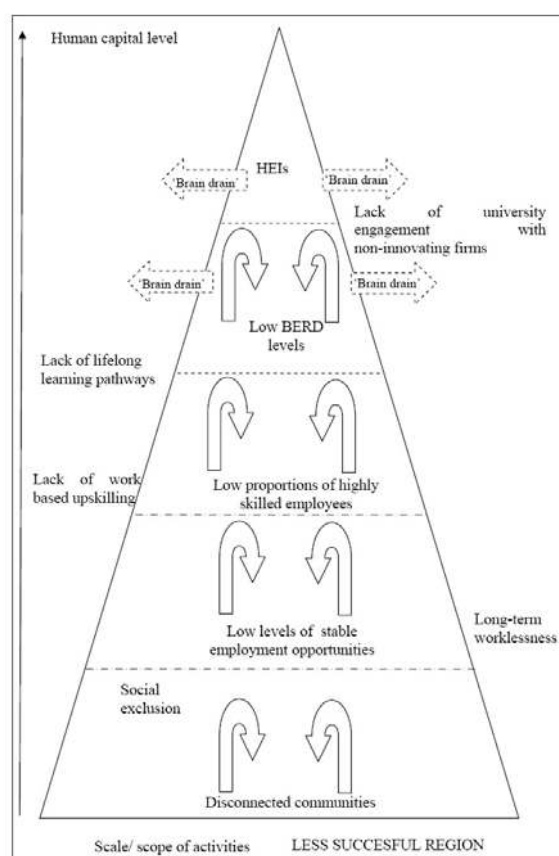 Human capital level
HEIs
'Brain drain'
'Brain drain'
Lack of university
engagement with
non-innovating firms
'Brain drain'
'Brain drain'
Low BERD
levels
Lack of lifelong
learning pathways
Lack of work
based upskilling
Low proportions of highly
skilled employees
Low levels of stable
employment opportunities
Long-term
worklessness
Social
exclusion
Disconnected communities
Scale/ scope of activities
LESS SUCCESFUL REGION